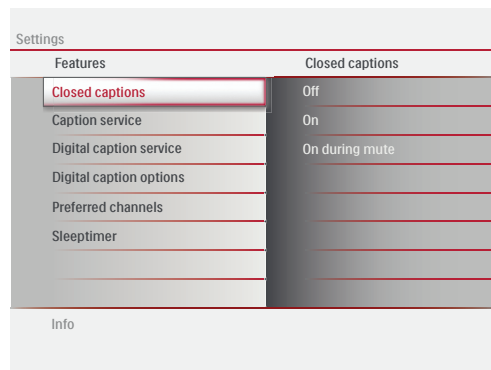 Settings
Features
Closed captions
Closed captions
Off
Caption service
On
Digital caption service
On during mute
Digital caption options
Preferred channels
Sleeptimer
Info